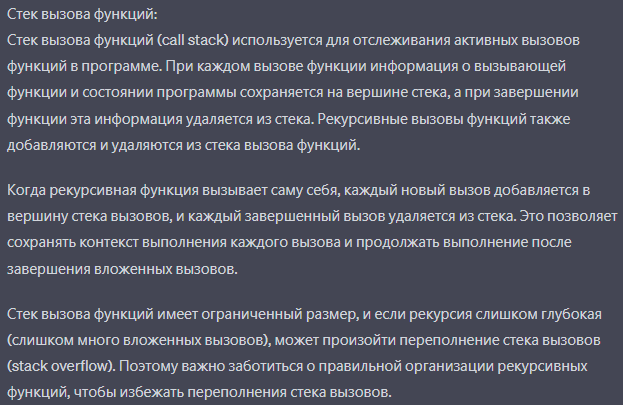 Стек вызова функций:
Стек вызова функций (call stack) используется для отслеживания активных вызовов
функций в программе. При каждом вызове функции информация о вызывающей
функции и состоянии программы сохраняется на вершине стека, а при завершении
функции эта информация удаляется из стека. Рекурсивные вызовы функций также
добавляются и удаляются из стека вызова функций.
Когда рекурсивная функция вызывает саму себя, каждый новый вызов добавляется в
вершину стека вызовов, и каждый завершенный вызов удаляется из стека. Это позволяет
сохранять контекст выполнения каждого вызова и продолжать выполнение после
завершения вложенных вызовов.
Стек вызова функций имеет ограниченный размер, и если рекурсия слишком глубокая
(слишком много вложенных вызовов), может произойти переполнение стека вызовов
(stack overflow). Поэтому важно заботиться о правильной организации рекурсивных
функций, чтобы избежать переполнения стека вызовов.